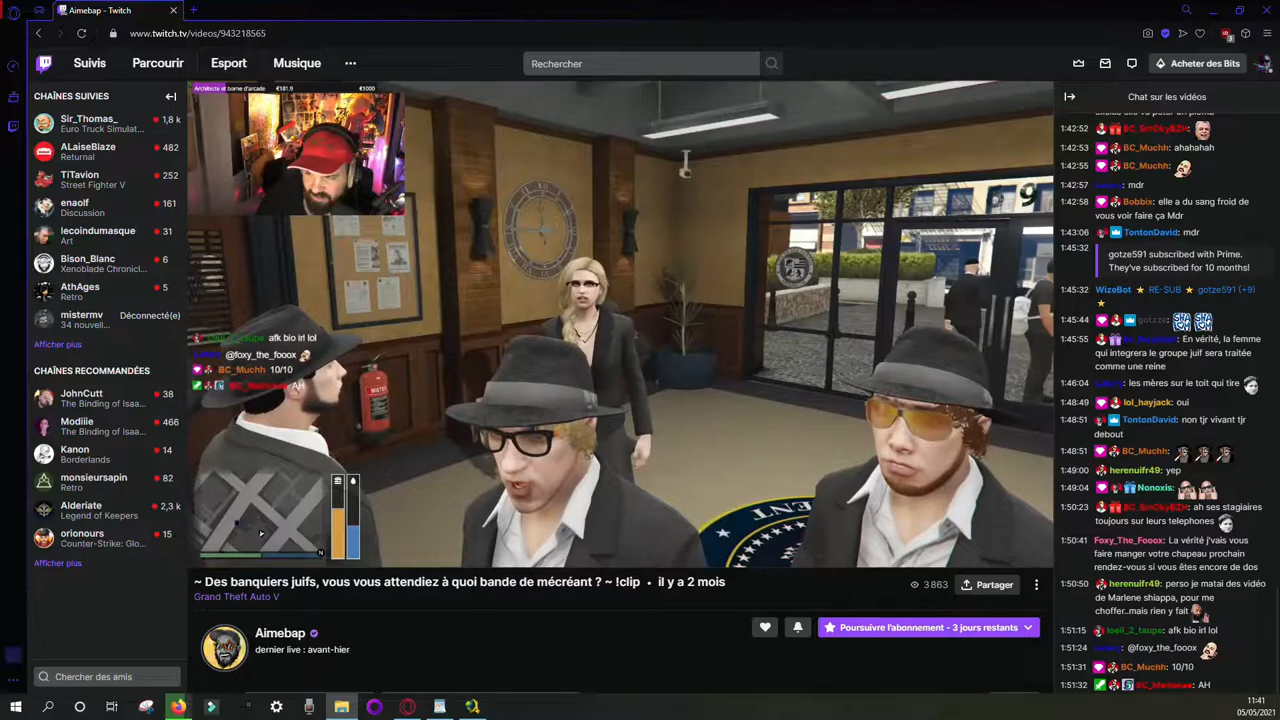 Aimebap - Twitch
www.twitch.tv/videos/943218565
Suivis
Parcourir
Esport
Musique
Rechercher
Acheter des Bits
CHAÎNES SUIVIES
Sir_Thomas_ 1,8 k
Euro Truck Simulat...
ALaiseBlaze 482
Returnal
TiTavion 252
Street Fighter V
enaolf 161
Discussion
lecoindumasque 31
Art
Bison_Blanc 6
Xenoblade Chronicl...
AthAges 5
Retro
mistermv Déconnecté(e)
34 nouvell...
Afficher plus
CHAÎNES RECOMMANDÉES
JohnCutt 38
The Binding of Isaa...
Modiiie 466
The Binding of Isaa...
Kanon 14
Borderlands
monsieursapin 82
Retro
Alderiate 2,3 k
Legend of Keepers
orionours 15
Counter-Strike: Glo...
Afficher plus
Chercher des amis
Architecte et borne d'arcade €181.9 €1000
afk bio irl lol
@foxy_the_fooox
BC_Muchh 10/10
AH
WATER
9
N
~ Des banquiers juifs, vous vous attendiez à quoi bande de mécréant ? ~ !clip • il y a 2 mois
Grand Theft Auto V
3 863
Partager
Aimebap
dernier live : avant-hier
Poursuivre l'abonnement - 3 jours restants
Chat sur les vidéos
1:42:52 BC_SmOkyBZH:
1:42:53 BC_Muchh: ahahahah
1:42:55 BC_Muchh:
1:42:57 mdr
1:42:58 Bobbix: elle a du sang froid de
vous voir faire ça Mdr
1:43:06 TontonDavid: mdr
1:45:32
gotze591 subscribed with Prime.
They've subscribed for 10 months!
1:45:32 WizeBot ★ RE-SUB ★ gotze591 (+9)
★
1:45:44
1:45:55 En vérité, la femme
qui integrera le groupe juif sera traitée
comme une reine
1:46:04 les mères sur le toit qui tire
1:48:49 lol_hayjack: oui
1:48:51 TontonDavid: non tjr vivant tjr
debout
1:48:51 BC_Muchh:
1:49:00 herenuifr49: yep
1:49:04 Nonoxis:
1:50:23 BC_SmOkyBZH: ah ses stagiaires
toujours sur leurs telephones
1:50:41 Foxy_The_Fooox: La vérité j'vais vous
faire manger votre chapeau prochain
rendez-vous si vous êtes encore de dos
1:50:50 herenuifr49: perso je matai des vidéo
de Marlene shiappa, pour me
choffer..mais rien y fait
1:51:15 loeil_2_taupe: afk bio irl lol
1:51:24 @foxy_the_fooox
1:51:31 BC_Muchh: 10/10
1:51:32 AH
11:41
05/05/2021